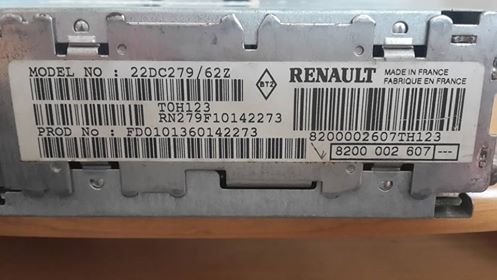 MODEL NO : 22DC279/62Z
BTZ
RENAULT
MADE IN FRANCE
FABRIQUE EN FRANCE
T0H123
RN279F10142273
PROD No : FD0101360142273
8200002607TH123
8200 002 607 ---